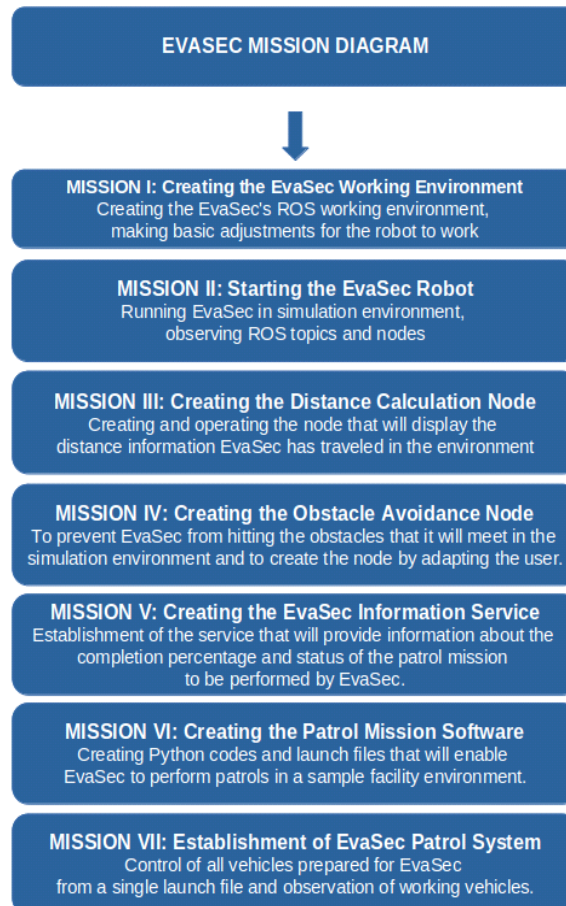 EVASEC MISSION DIAGRAM
MISSION I: Creating the EvaSec Working Environment
Creating the EvaSec's ROS working environment,
making basic adjustments for the robot to work
MISSION II: Starting the EvaSec Robot
Running EvaSec in simulation environment,
observing ROS topics and nodes
MISSION III: Creating the Distance Calculation Node
Creating and operating the node that will display the
distance information EvaSec has traveled in the environment
MISSION IV: Creating the Obstacle Avoidance Node
To prevent EvaSec from hitting the obstacles that it will meet in the
simulation environment and to create the node by adapting the user.
MISSION V: Creating the EvaSec Information Service
Establishment of the service that will provide information about the
completion percentage and status of the patrol mission
to be performed by EvaSec.
MISSION VI: Creating the Patrol Mission Software
Creating Python codes and launch files that will enable
EvaSec to perform patrols in a sample facility environment.
MISSION VII: Establishment of EvaSec Patrol System
Control of all vehicles prepared for EvaSec
from a single launch file and observation of working vehicles.